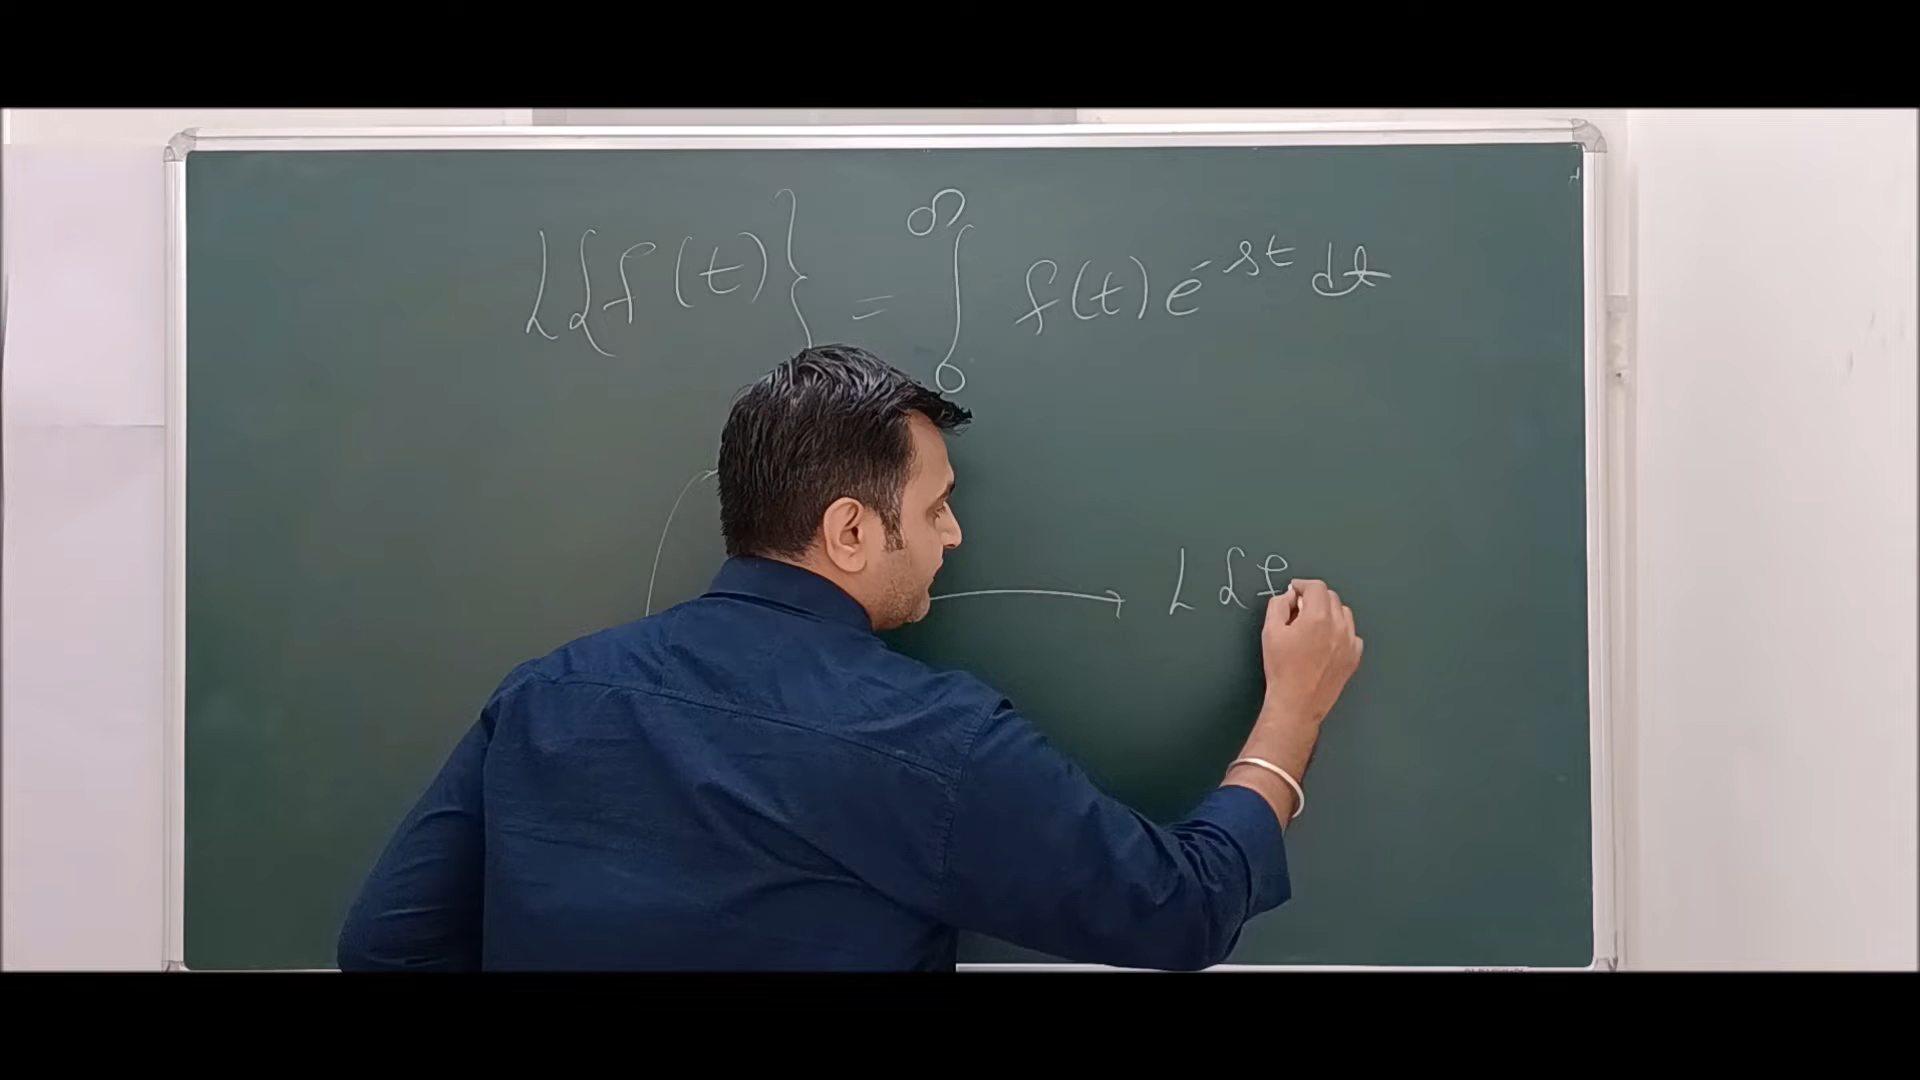 L{f(t)} = ∫₀^∞ f(t) e^{-st} dt
L{f